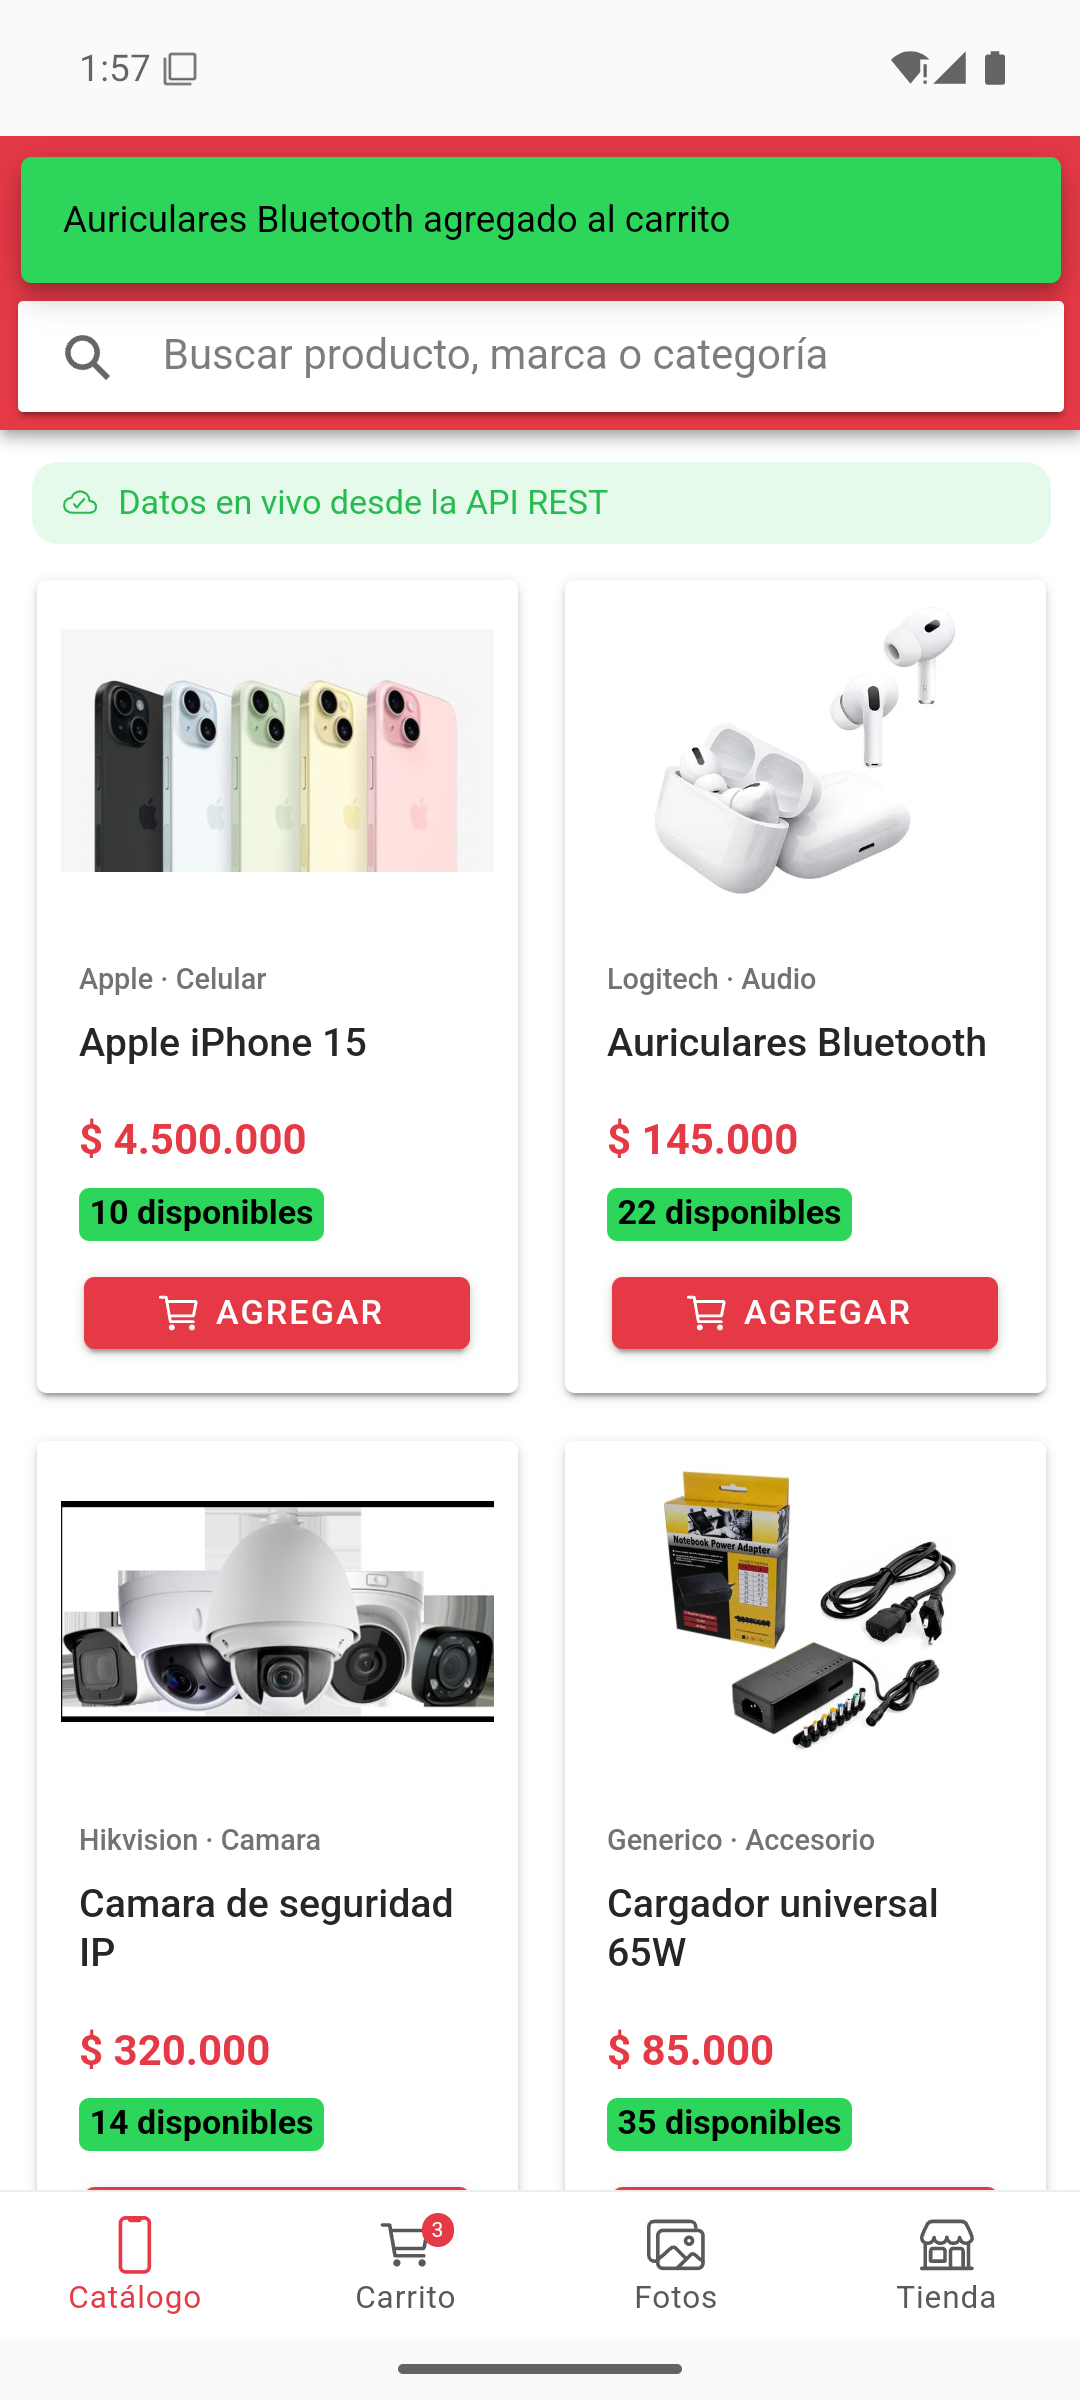 1:57
Auriculares Bluetooth agregado al carrito
Buscar producto, marca o categoría
Datos en vivo desde la API REST
Apple · Celular
Apple iPhone 15
$ 4.500.000
10 disponibles
AGREGAR
Logitech · Audio
Auriculares Bluetooth
$ 145.000
22 disponibles
AGREGAR
Hikvision · Camara
Camara de seguridad
IP
$ 320.000
14 disponibles
Notebook Power Adapter
Generico · Accesorio
Cargador universal
65W
$ 85.000
35 disponibles
Catálogo
3
Carrito
Fotos
Tienda